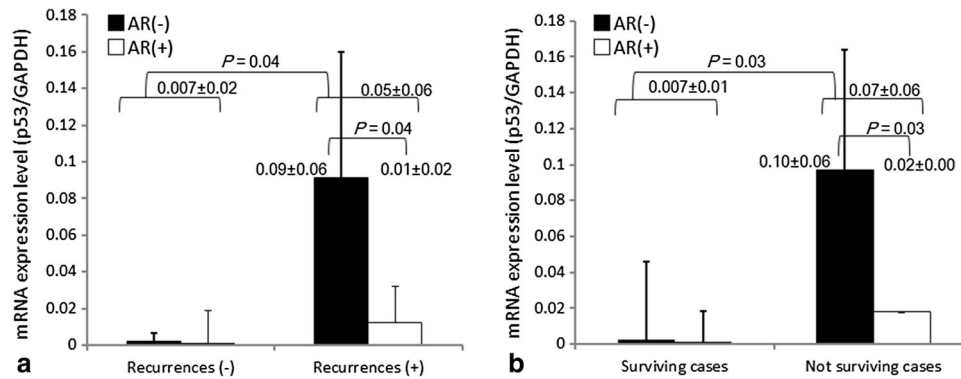 mRNA expression level (p53/GAPDH)
0.18
0.16
0.14
0.12
0.1
0.08
0.06
0.04
0.02
0
AR(-)
AR(+)
P = 0.04
0.007±0.02
0.05±0.06
P = 0.04
0.09±0.06
0.01±0.02
Recurrences (-)
Recurrences (+)
a
mRNA expression level (p53/GAPDH)
0.18
0.16
0.14
0.12
0.1
0.08
0.06
0.04
0.02
0
AR(-)
AR(+)
P = 0.03
0.007±0.01
0.07±0.06
P = 0.03
0.10±0.06
0.02±0.00
Surviving cases
Not surviving cases
b